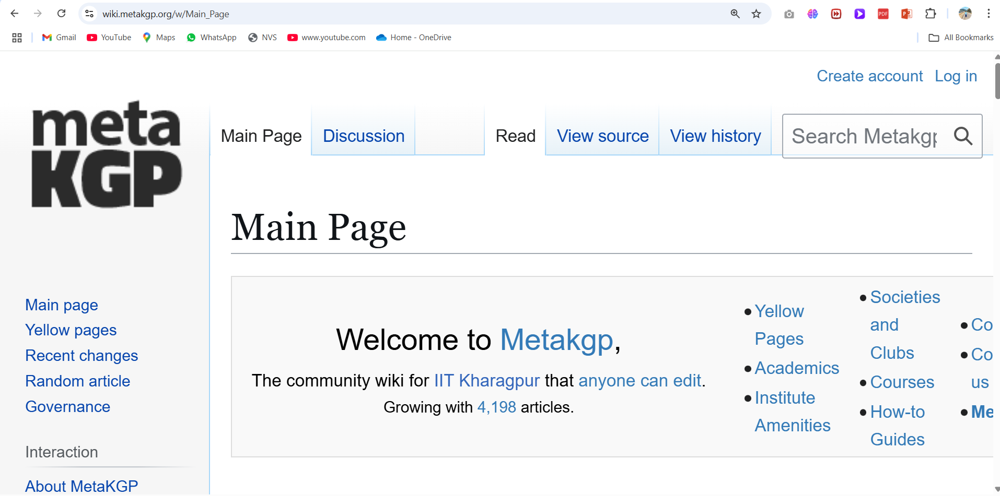 wiki.metakgp.org/w/Main_Page
Gmail YouTube Maps WhatsApp NVS www.youtube.com Home - OneDrive All Bookmarks
Create account Log in
meta
KGP
Main Page Discussion Read View source View history Search Metakgp
Main Page
Main page
Yellow pages
Recent changes
Random article
Governance
Interaction
About MetaKGP
Welcome to Metakgp,
The community wiki for IIT Kharagpur that anyone can edit.
Growing with 4,198 articles.
Yellow
Pages
Academics
Institute
Amenities
Societies
and
Clubs
Courses
How-to
Guides
Co
Co
us
Me
PDF